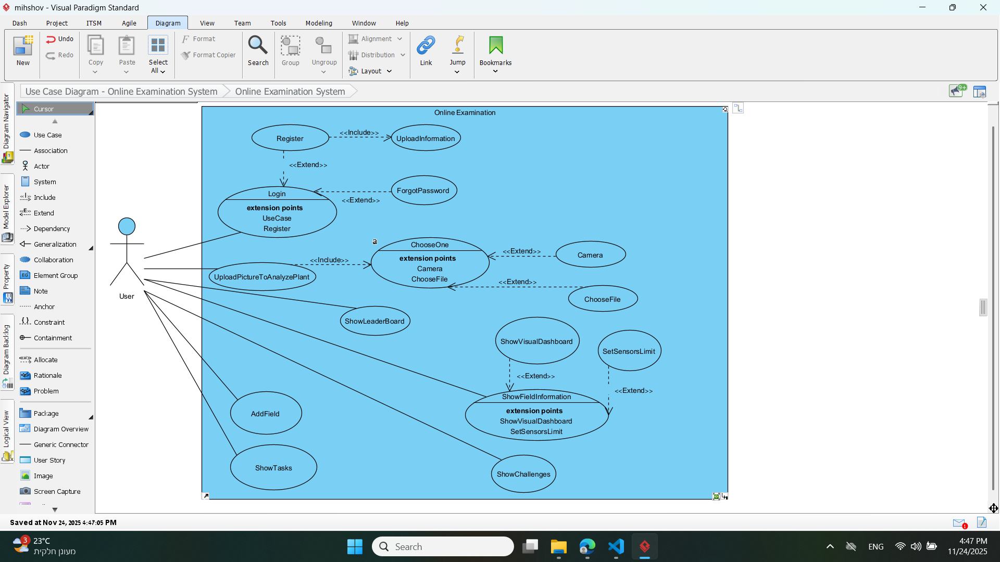 mihshov - Visual Paradigm Standard
Dash Project ITSM Agile Diagram View Team Tools Modeling Window Help
New
Undo
Redo
Copy
Paste
Select
All
Format
Format Copier
Search
Group
Ungroup
Alignment
Distribution
Layout
Link
Jump
Bookmarks
Use Case Diagram - Online Examination System
Online Examination System
9+
Diagram Navigator
Model Explorer
Property
Diagram Backlog
Logical View
Cursor
Use Case
Association
Actor
System
Include
Extend
Dependency
Generalization
Collaboration
Element Group
Note
Anchor
Constraint
Containment
Allocate
Rationale
Problem
Package
Diagram Overview
Generic Connector
User Story
Image
Screen Capture
Online Examination
Register
<<Include>>
UploadInformation
<<Extend>>
Login
extension points
UseCase
Register
<<Extend>>
ForgotPassword
User
a
ChooseOne
extension points
Camera
ChooseFile
<<Include>>
UploadPictureToAnalyzePlant
<<Extend>>
Camera
<<Extend>>
ChooseFile
ShowLeaderBoard
ShowVisualDashboard
SetSensorsLimit
<<Extend>>
<<Extend>>
ShowFieldInformation
extension points
ShowVisualDashboard
SetSensorsLimit
AddField
ShowTasks
ShowChallenges
Saved at Nov 24, 2025 4:47:05 PM
1
3
23°C
מעונן חלקית
Search
ENG
4:47 PM
11/24/2025